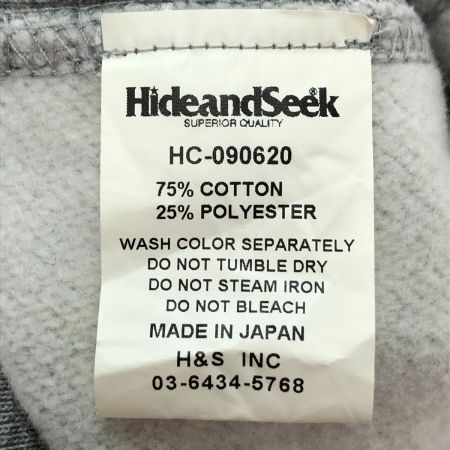 HideandSeek
SUPERIOR QUALITY
HC-090620
75% COTTON
25% POLYESTER
WASH COLOR SEPARATELY
DO NOT TUMBLE DRY
DO NOT STEAM IRON
DO NOT BLEACH
MADE IN JAPAN
H&S INC
03-6434-5768